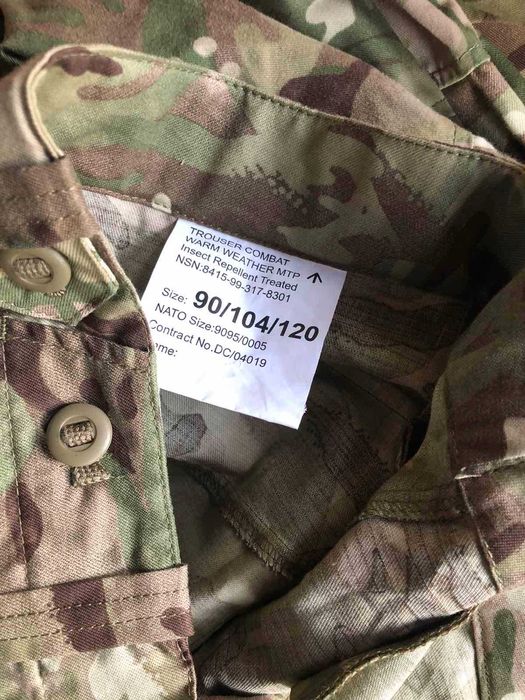 TROUSER COMBAT
WARM WEATHER MTP
Insect Repellent Treated
NSN:8415-99-317-8301
Size: 90/104/120
NATO Size:9095/0005
Contract No.DC/04019
ome: